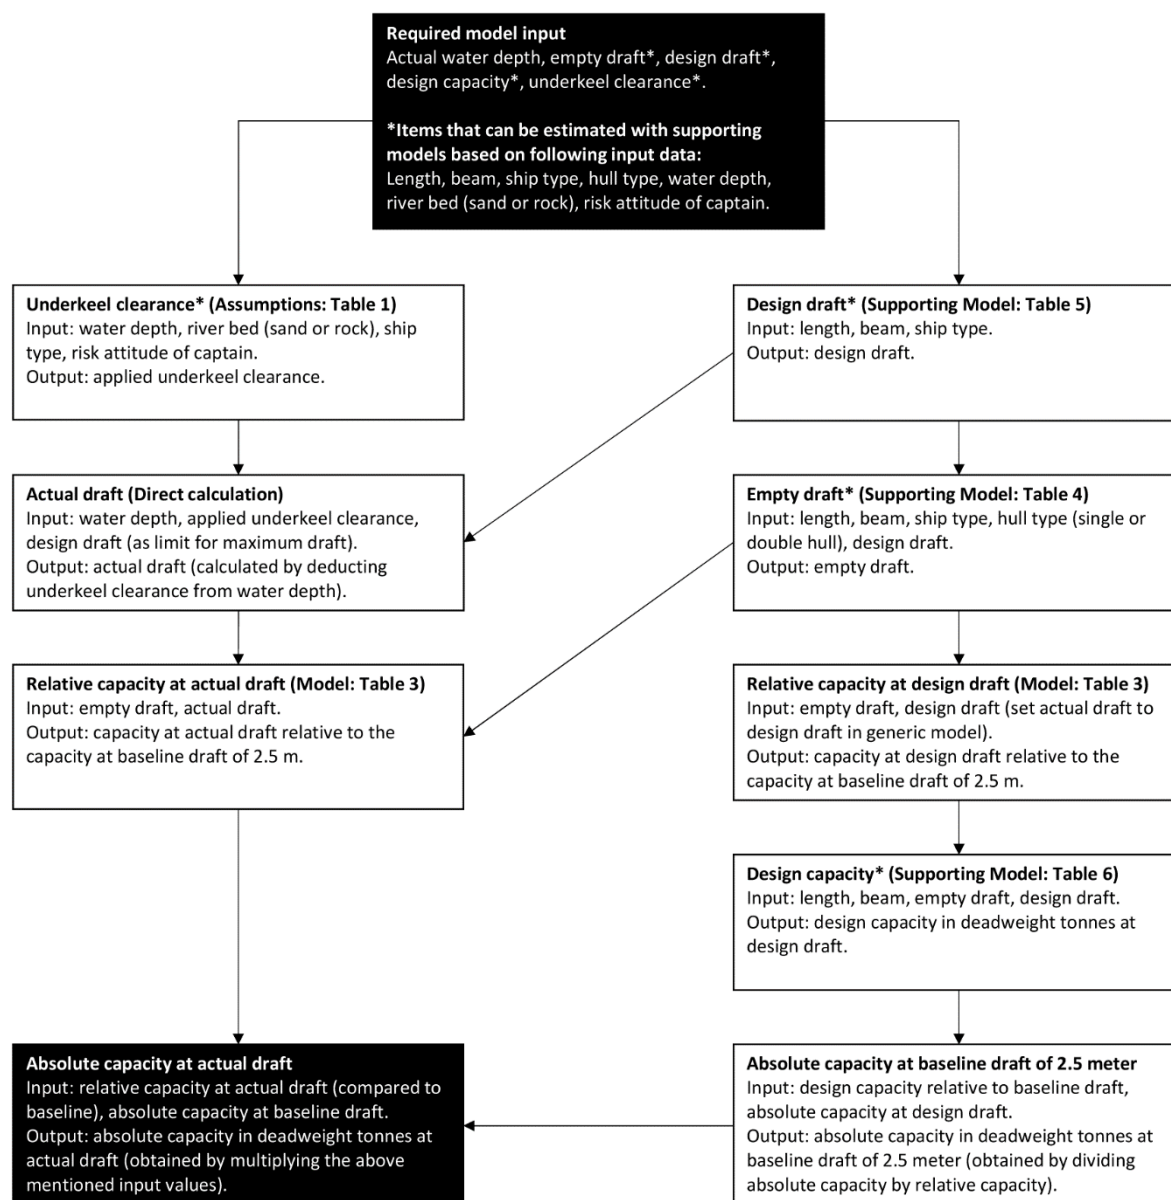 Required model input
Actual water depth, empty draft*, design draft*,
design capacity*, underkeel clearance*.
*Items that can be estimated with supporting
models based on following input data:
Length, beam, ship type, hull type, water depth,
river bed (sand or rock), risk attitude of captain.
Underkeel clearance* (Assumptions: Table 1)
Input: water depth, river bed (sand or rock), ship
type, risk attitude of captain.
Output: applied underkeel clearance.
Design draft* (Supporting Model: Table 5)
Input: length, beam, ship type.
Output: design draft.
Actual draft (Direct calculation)
Input: water depth, applied underkeel clearance,
design draft (as limit for maximum draft).
Output: actual draft (calculated by deducting
underkeel clearance from water depth).
Empty draft* (Supporting Model: Table 4)
Input: length, beam, ship type, hull type (single or
double hull), design draft.
Output: empty draft.
Relative capacity at actual draft (Model: Table 3)
Input: empty draft, actual draft.
Output: capacity at actual draft relative to the
capacity at baseline draft of 2.5 m.
Relative capacity at design draft (Model: Table 3)
Input: empty draft, design draft (set actual draft to
design draft in generic model).
Output: capacity at design draft relative to the
capacity at baseline draft of 2.5 m.
Design capacity* (Supporting Model: Table 6)
Input: length, beam, empty draft, design draft.
Output: design capacity in deadweight tonnes at
design draft.
Absolute capacity at actual draft
Input: relative capacity at actual draft (compared to
baseline), absolute capacity at baseline draft.
Output: absolute capacity in deadweight tonnes at
actual draft (obtained by multiplying the above
mentioned input values).
Absolute capacity at baseline draft of 2.5 meter
Input: design capacity relative to baseline draft,
absolute capacity at design draft.
Output: absolute capacity in deadweight tonnes at
baseline draft of 2.5 meter (obtained by dividing
absolute capacity by relative capacity).